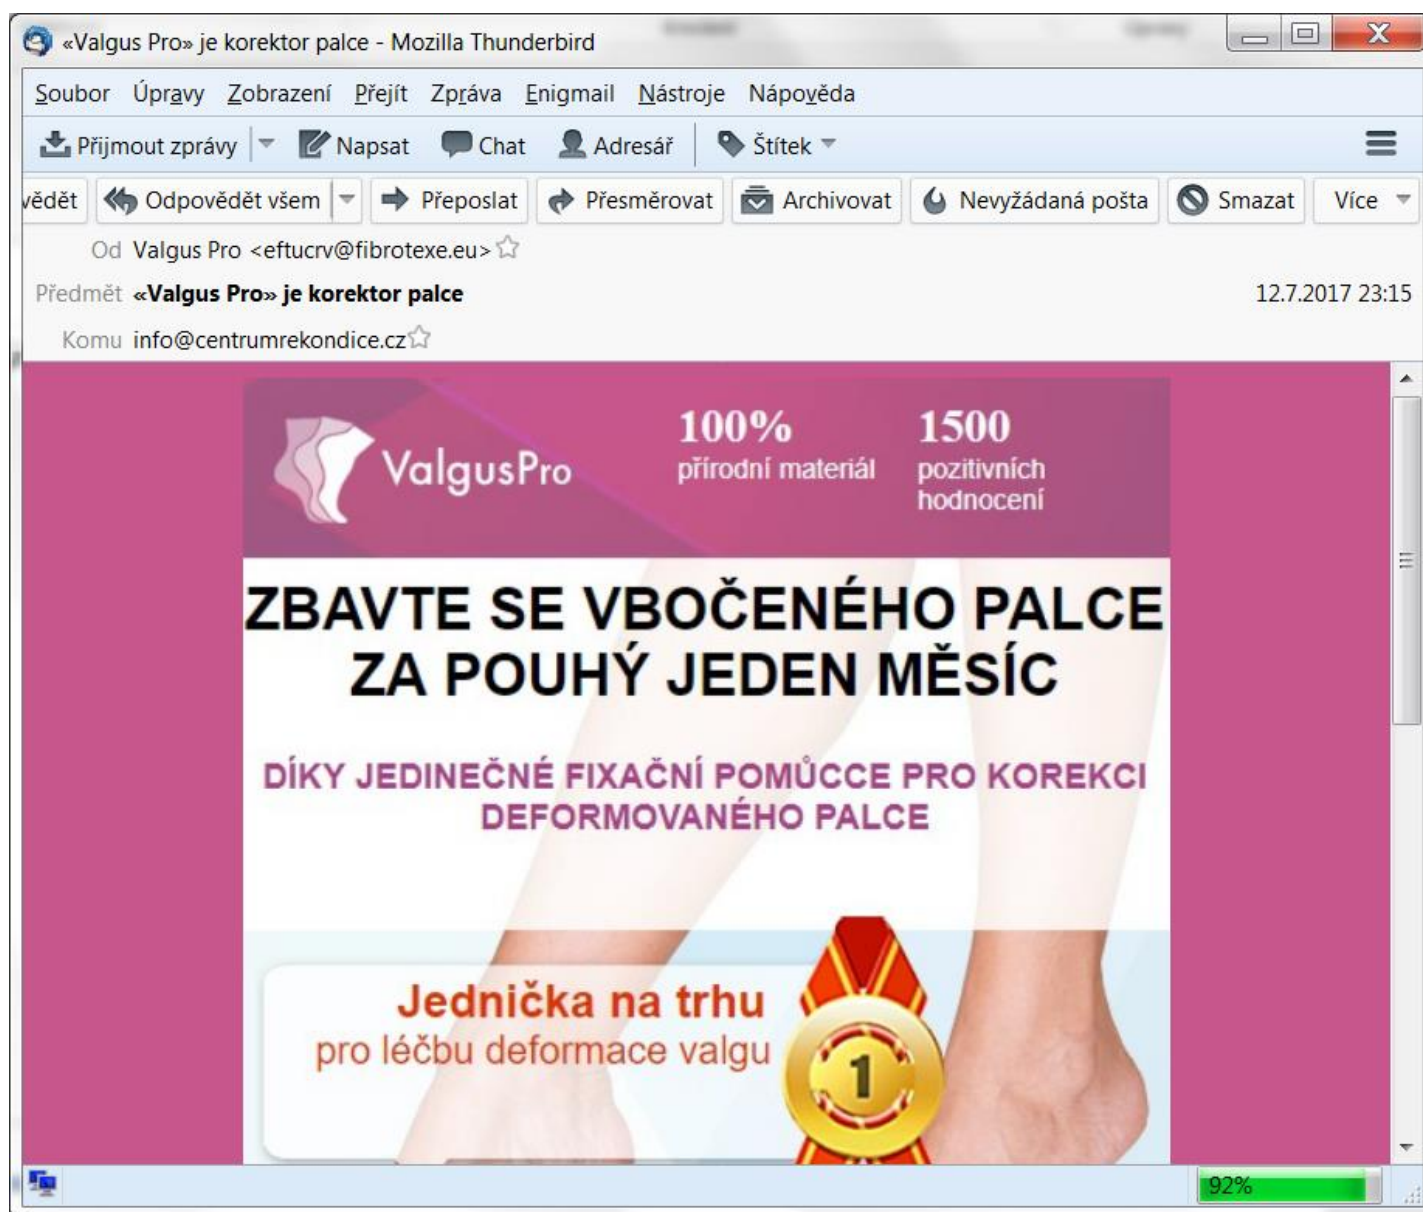 «Valgus Pro» je korektor palce - Mozilla Thunderbird
Soubor Úpravy Zobrazení Přejít Zpráva Enigmail Nástroje Nápověda
Přijmout zprávy Napsat Chat Adresář Štítek
vědět Odpovědět všem Přeposlat Přesměrovat Archivovat Nevyžádaná pošta Smazat Více
Od Valgus Pro <eftucrv@fibrotexe.eu>
Předmět «Valgus Pro» je korektor palce 12.7.2017 23:15
Komu info@centrumrekondice.cz
ValgusPro
100%
přírodní materiál
1500
pozitivních
hodnocení
ZBAVTE SE VBOČENÉHO PALCE
ZA POUHÝ JEDEN MĚSÍC
DÍKY JEDINEČNÉ FIXAČNÍ POMŮCCE PRO KOREKCI
DEFORMOVANÉHO PALCE
Jednička na trhu
pro léčbu deformace valgu
1
92%